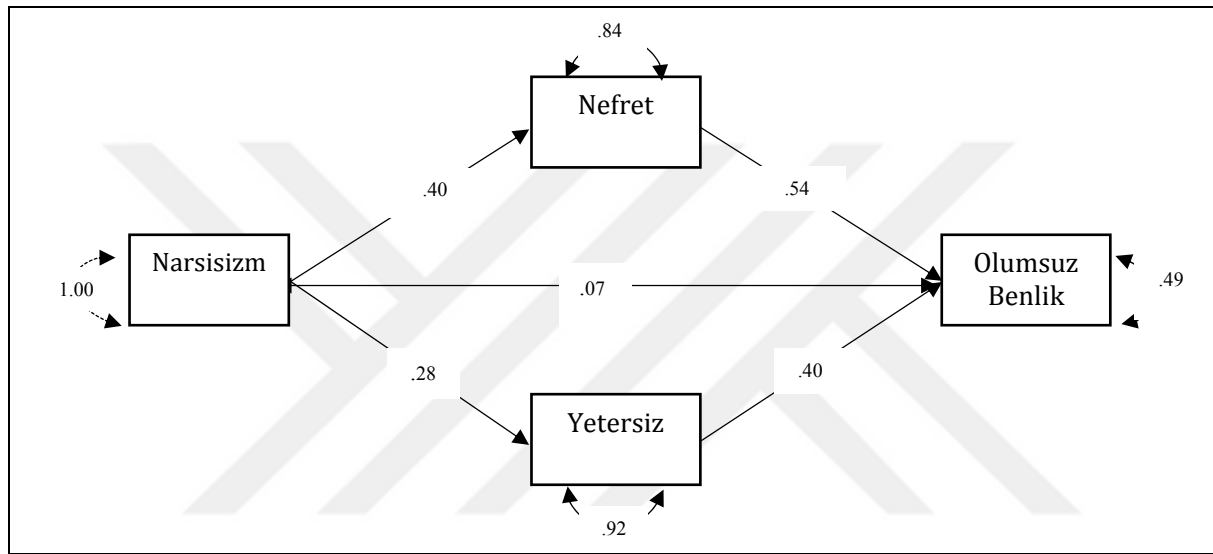 .84
Nefret
.40
.54
Narsisizm
1.00
.07
Olumsuz
Benlik
.49
.28
.40
Yetersiz
.92